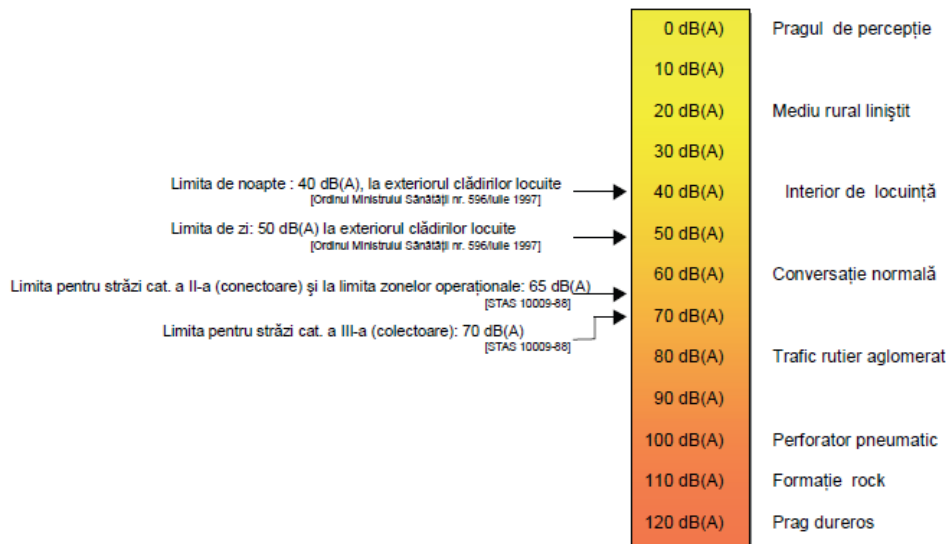 0 dB(A) Pragul de percepție
10 dB(A)
20 dB(A) Mediu rural liniştit
30 dB(A)
Limita de noapte : 40 dB(A), la exteriorul clădirilor locuite
[Ordinul Ministrului Sănătăţii nr. 596/iulie 1997]
40 dB(A) Interior de locuință
Limita de zi: 50 dB(A) la exteriorul clădirilor locuite
[Ordinul Ministrului Sănătăţii nr. 596/iulie 1997]
50 dB(A)
60 dB(A) Conversație normală
Limita pentru străzi cat. a II-a (conectoare) şi la limita zonelor operaționale: 65 dB(A)
[STAS 10009-88]
70 dB(A)
Limita pentru străzi cat. a III-a (colectoare): 70 dB(A)
[STAS 10009-88]
80 dB(A) Trafic rutier aglomerat
90 dB(A)
100 dB(A) Perforator pneumatic
110 dB(A) Formație rock
120 dB(A) Prag dureros